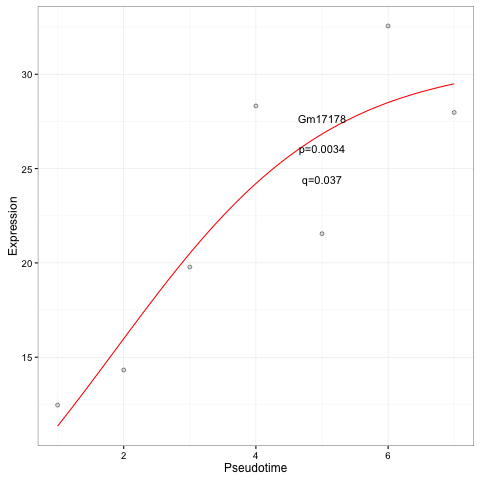 30
25
20
15
Expression
Gm17178
p=0.0034
q=0.037
2 4 6
Pseudotime